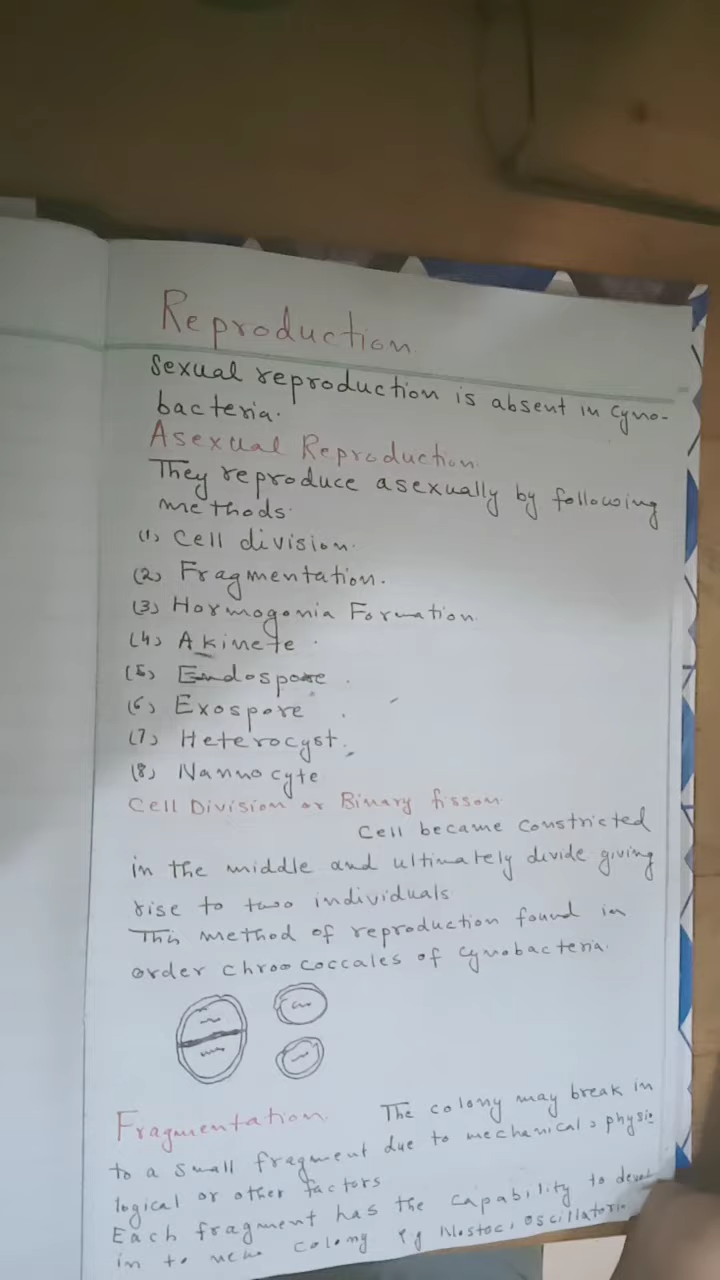 Reproduction
Sexual reproduction is absent in Cyno-
bacteria.
Asexual Reproduction
They reproduce asexually by following
methods.
(1) Cell division.
(2) Fragmentation.
(3) Hormogonia Formation
(4) Akinete
(5) Endospore
(6) Exospore
(7) Heterocyst.
(8) Nannocyte
Cell Division or Binary fisson
Cell became constricted
in the middle and ultimately divide giving
rise to two individuals
This method of reproduction found in
order chroococcales of Cynobacteria.
Fragmentation The colony may break in
to a small fragment due to mechanical, physio
logical or other factors
Each fragment has the capability to
in to new colony eg Nostoc,